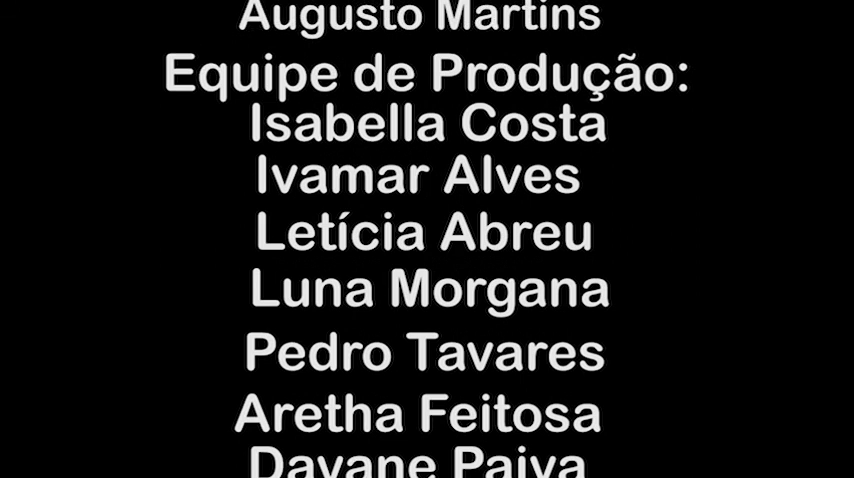 Augusto Martins
Equipe de Produção:
Isabella Costa
Ivamar Alves
Letícia Abreu
Luna Morgana
Pedro Tavares
Aretha Feitosa
Dayane Paiva